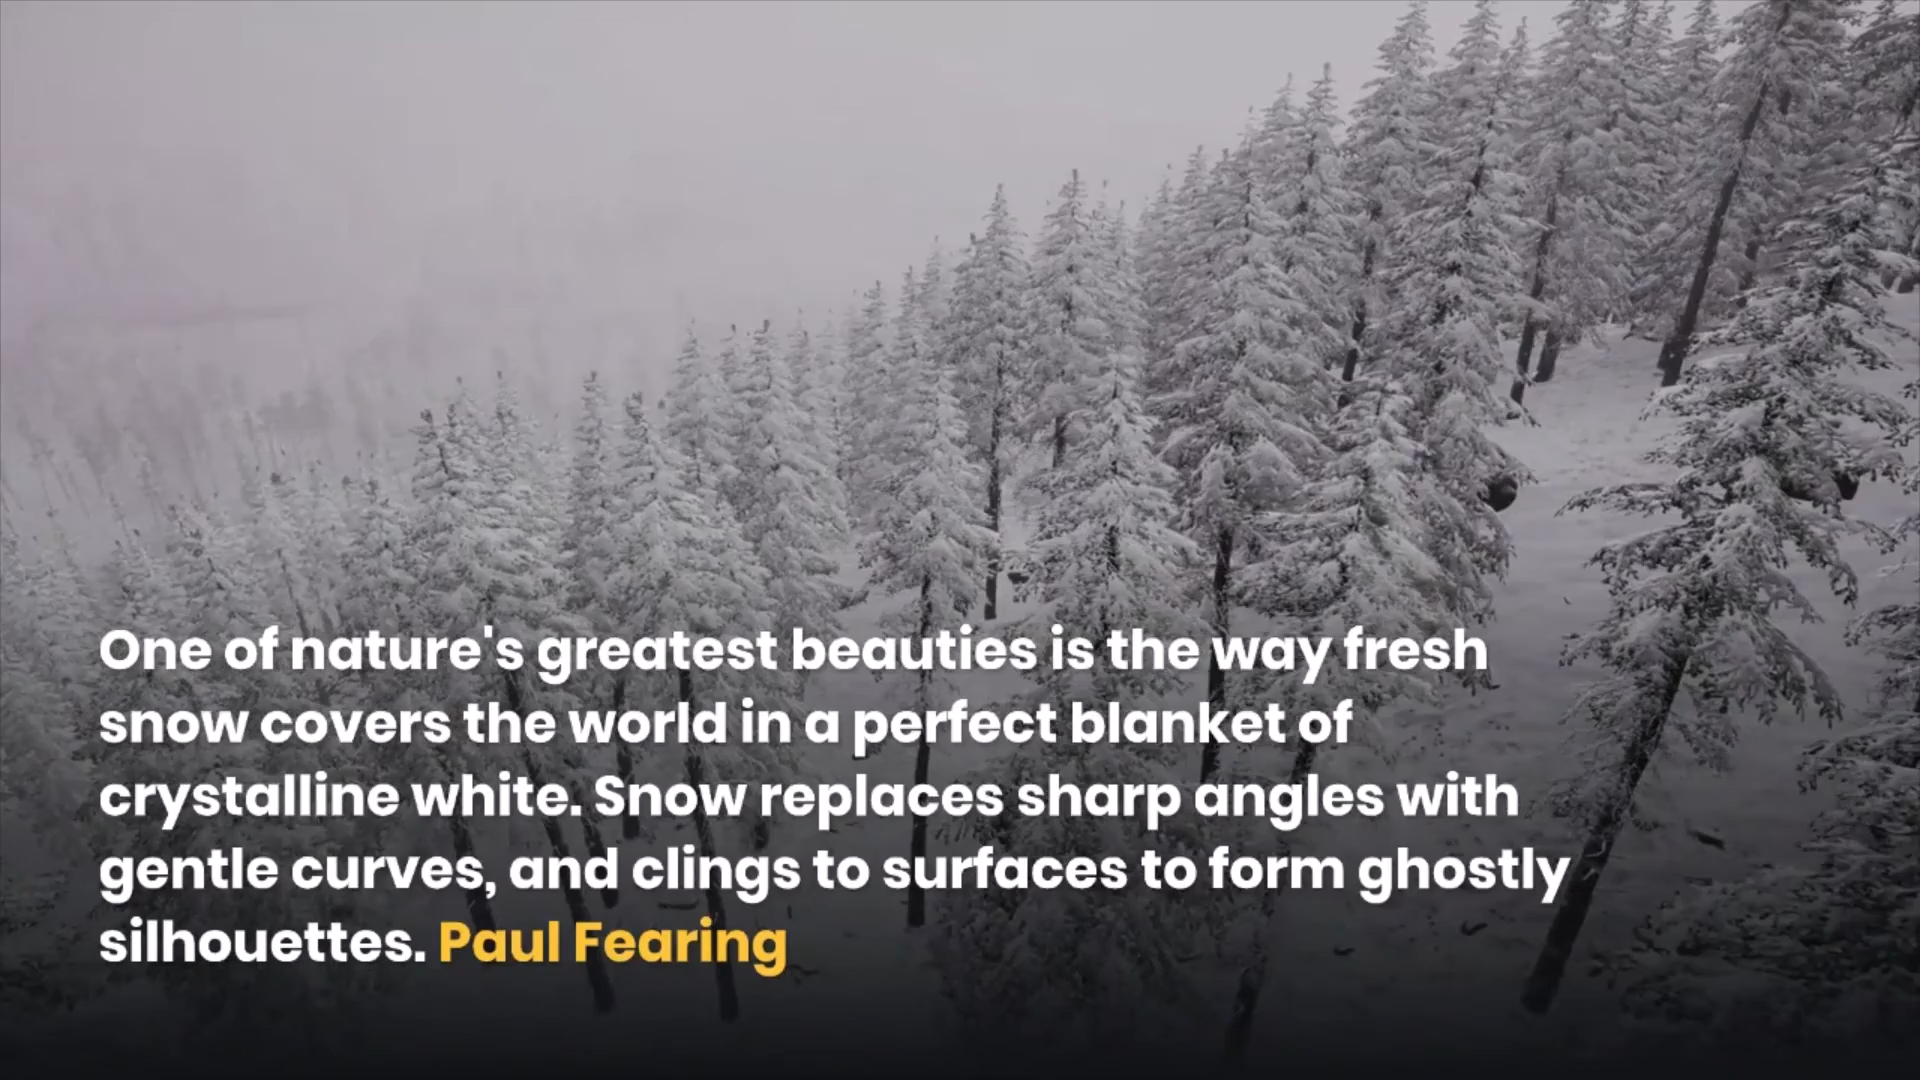 One of nature's greatest beauties is the way fresh
snow covers the world in a perfect blanket of
crystalline white. Snow replaces sharp angles with
gentle curves, and clings to surfaces to form ghostly
silhouettes. Paul Fearing